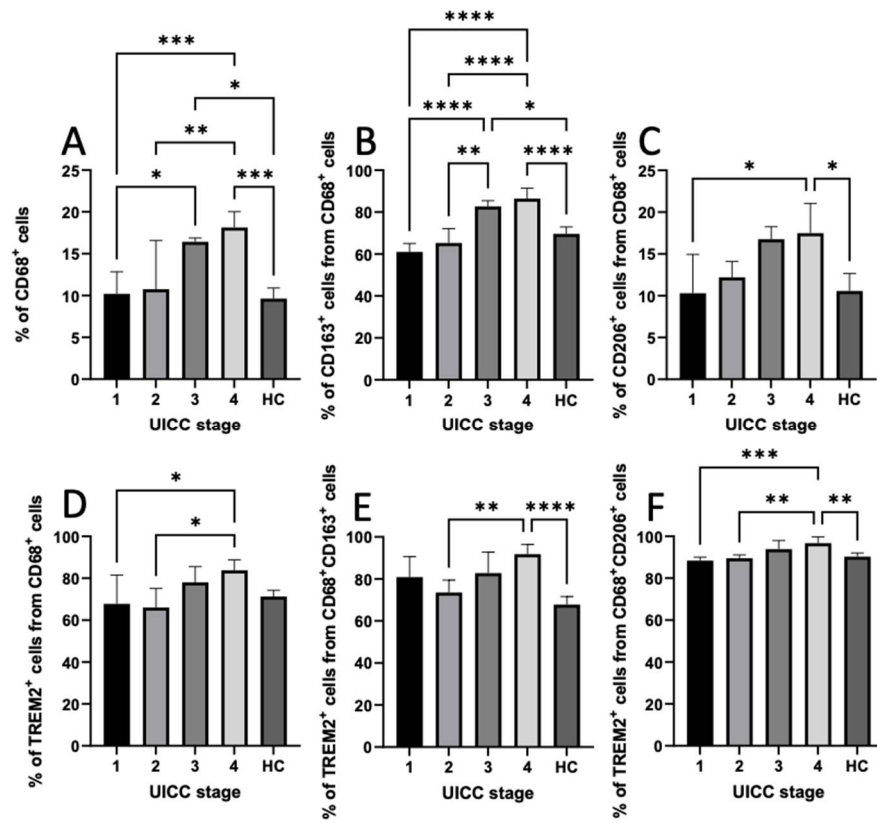 A
% of CD68⁺ cells
***
*
**
*
***
25
20
15
10
5
0
1 2 3 4 HC
UICC stage
B
% of CD163⁺ cells from CD68⁺ cells
****
****
****
*
**
****
100
80
60
40
20
0
1 2 3 4 HC
UICC stage
C
% of CD206⁺ cells from CD68⁺ cells
*
*
25
20
15
10
5
0
1 2 3 4 HC
UICC stage
D
% of TREM2⁺ cells from CD68⁺ cells
*
*
100
80
60
40
20
0
1 2 3 4 HC
UICC stage
E
% of TREM2⁺ cells from CD68⁺CD163⁺ cells
**
****
100
80
60
40
20
0
1 2 3 4 HC
UICC stage
F
% of TREM2⁺ cells from CD68⁺CD206⁺ cells
***
**
**
100
80
60
40
20
0
1 2 3 4 HC
UICC stage